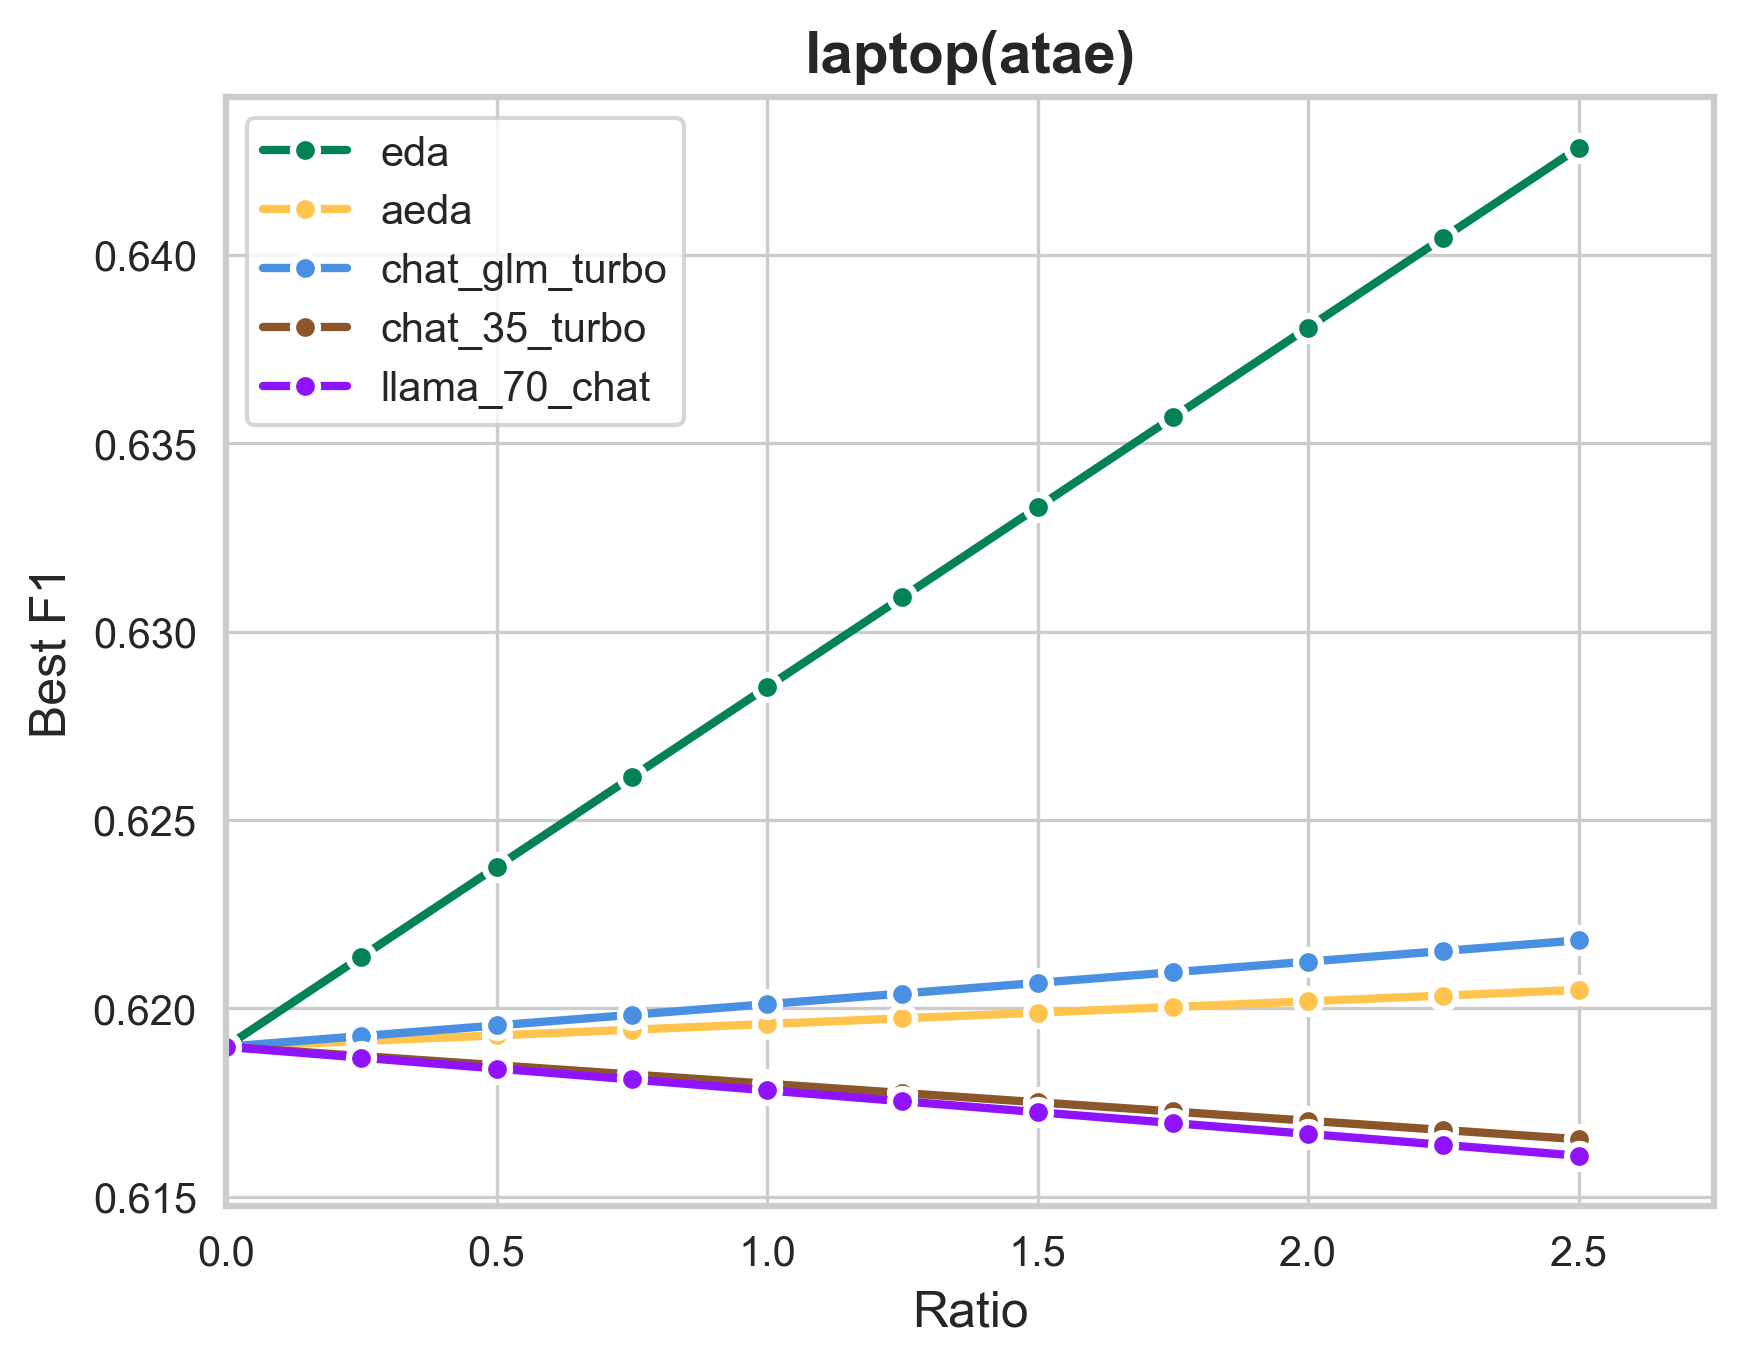 laptop(atae)
eda
aeda
chat_glm_turbo
chat_35_turbo
llama_70_chat
Best F1
0.640
0.635
0.630
0.625
0.620
0.615
0.0 0.5 1.0 1.5 2.0 2.5
Ratio